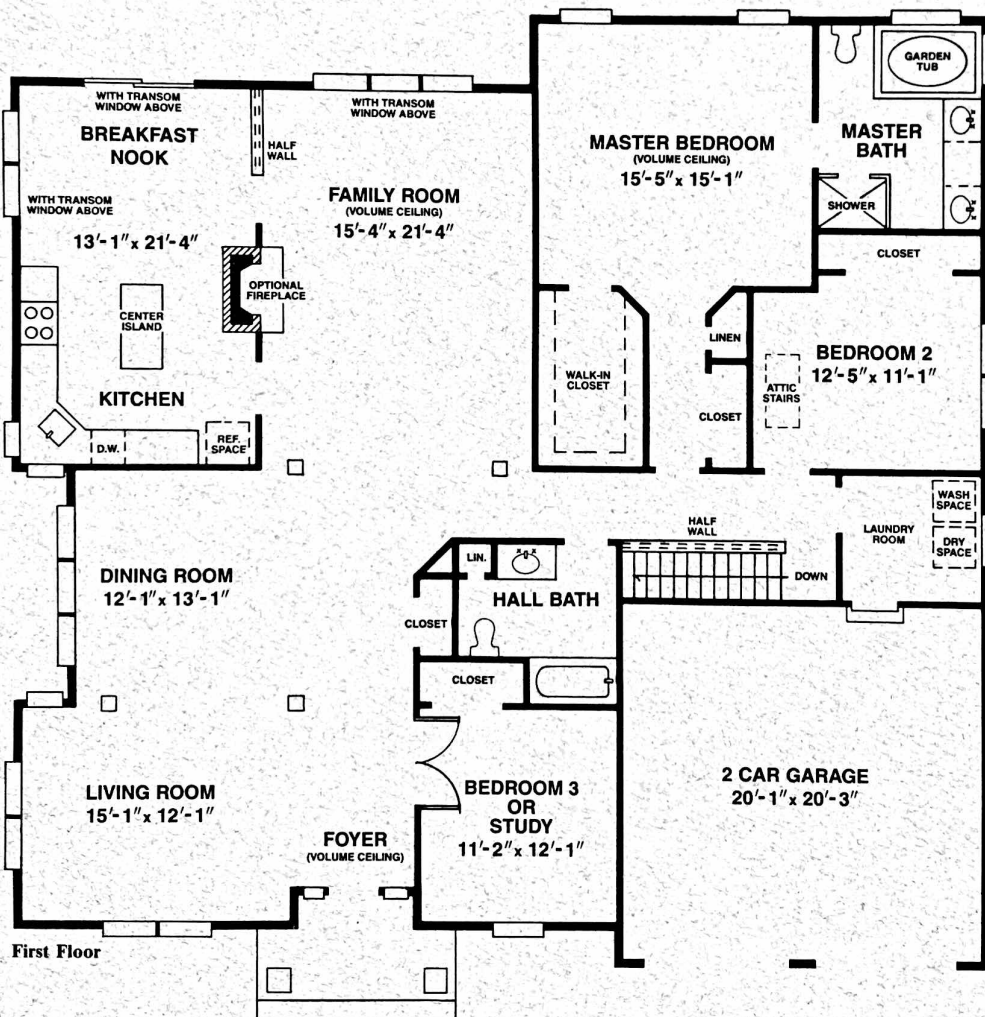 GARDEN
TUB
WITH TRANSOM
WINDOW ABOVE
BREAKFAST
NOOK
HALF
WALL
WITH TRANSOM
WINDOW ABOVE
MASTER BEDROOM
(VOLUME CEILING)
15'-5" x 15'-1"
MASTER
BATH
WITH TRANSOM
WINDOW ABOVE
FAMILY ROOM
(VOLUME CEILING)
15'-4" x 21'-4"
SHOWER
13'-1" x 21'-4"
CLOSET
OPTIONAL
FIREPLACE
CENTER
ISLAND
LINEN
BEDROOM 2
12'-5" x 11'-1"
WALK-IN
CLOSET
ATTIC
STAIRS
KITCHEN
CLOSET
D.W.
REF.
SPACE
WASH
SPACE
HALF
WALL
LAUNDRY
ROOM
DRY
SPACE
LIN.
DINING ROOM
12'-1" x 13'-1"
DOWN
HALL BATH
CLOSET
CLOSET
2 CAR GARAGE
20'-1" x 20'-3"
LIVING ROOM
15'-1" x 12'-1"
BEDROOM 3
OR
STUDY
11'-2" x 12'-1"
FOYER
(VOLUME CEILING)
First Floor